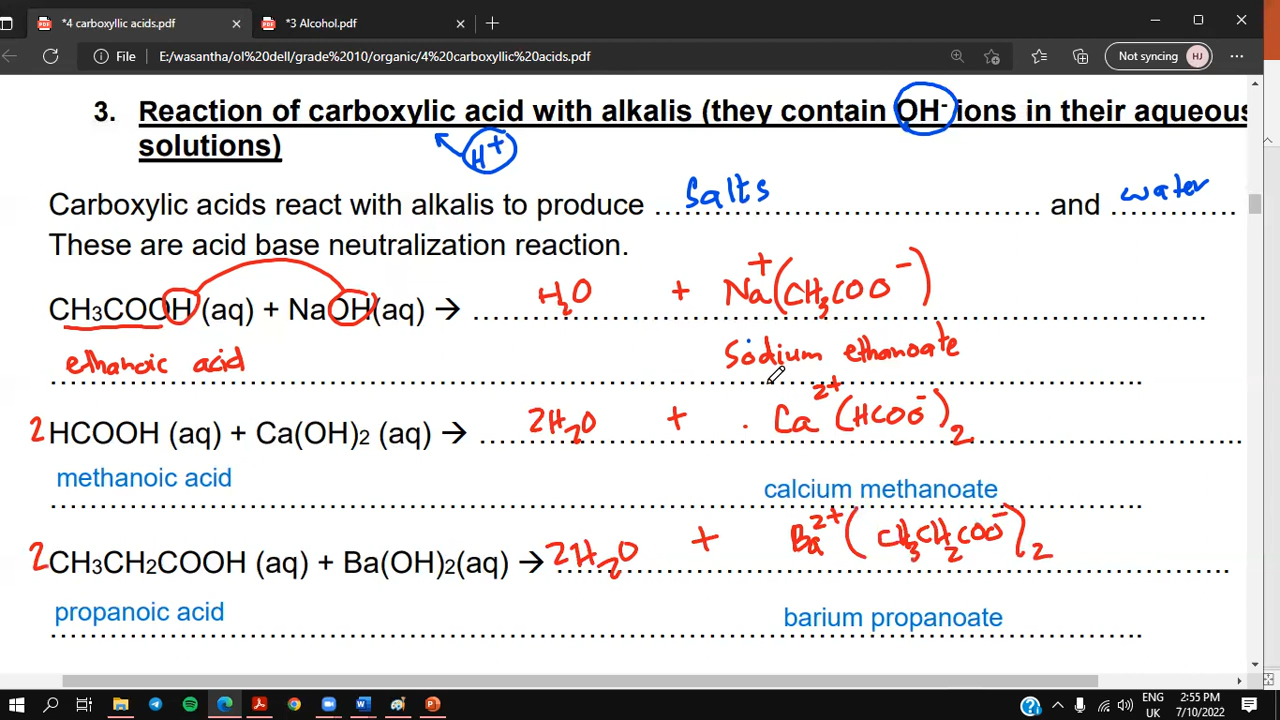 *4 carboxyllic acids.pdf
*3 Alcohol.pdf
File E:/wasantha/ol%20dell/grade%2010/organic/4%20carboxyllic%20acids.pdf Not syncing HJ
3. Reaction of carboxylic acid with alkalis (they contain OH⁻ ions in their aqueous
solutions)
H⁺
Carboxylic acids react with alkalis to produce ... salts ... and ... water ...
These are acid base neutralization reaction.
CH₃COOH (aq) + NaOH(aq) → H₂O + Na⁺(CH₃COO⁻)
ethanoic acid Sodium ethanoate
2HCOOH (aq) + Ca(OH)₂ (aq) → 2H₂O + Ca²⁺(HCOO⁻)₂
methanoic acid calcium methanoate
2CH₃CH₂COOH (aq) + Ba(OH)₂(aq) → 2H₂O + Ba²⁺(CH₃CH₂COO⁻)₂
propanoic acid barium propanoate
ENG 2:55 PM
UK 7/10/2022